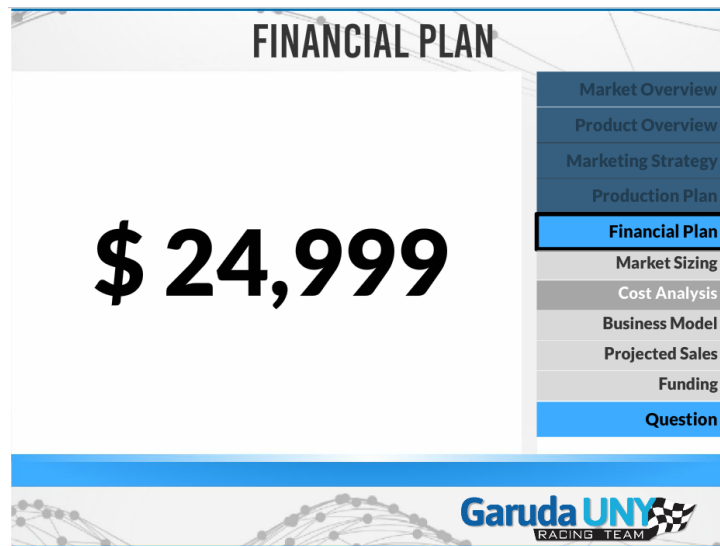 FINANCIAL PLAN
$ 24,999
Market Overview
Product Overview
Marketing Strategy
Production Plan
Financial Plan
Market Sizing
Cost Analysis
Business Model
Projected Sales
Funding
Question
Garuda UNY
RACING TEAM